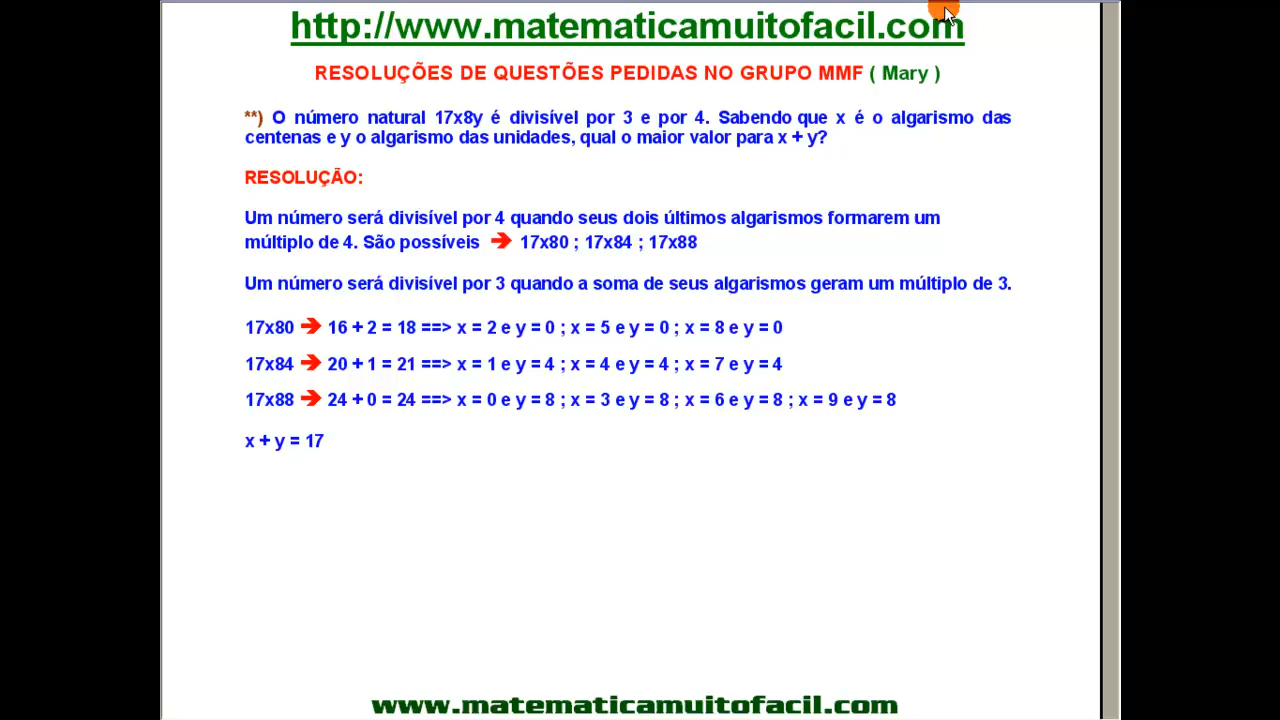 http://www.matematicamuitofacil.com
RESOLUÇÕES DE QUESTÕES PEDIDAS NO GRUPO MMF ( Mary )
**) O número natural 17x8y é divisível por 3 e por 4. Sabendo que x é o algarismo das
centenas e y o algarismo das unidades, qual o maior valor para x + y?
RESOLUÇÃO:
Um número será divisível por 4 quando seus dois últimos algarismos formarem um
múltiplo de 4. São possíveis ➔ 17x80 ; 17x84 ; 17x88
Um número será divisível por 3 quando a soma de seus algarismos geram um múltiplo de 3.
17x80 ➔ 16 + 2 = 18 ==> x = 2 e y = 0 ; x = 5 e y = 0 ; x = 8 e y = 0
17x84 ➔ 20 + 1 = 21 ==> x = 1 e y = 4 ; x = 4 e y = 4 ; x = 7 e y = 4
17x88 ➔ 24 + 0 = 24 ==> x = 0 e y = 8 ; x = 3 e y = 8 ; x = 6 e y = 8 ; x = 9 e y = 8
x + y = 17
www.matematicamuitofacil.com